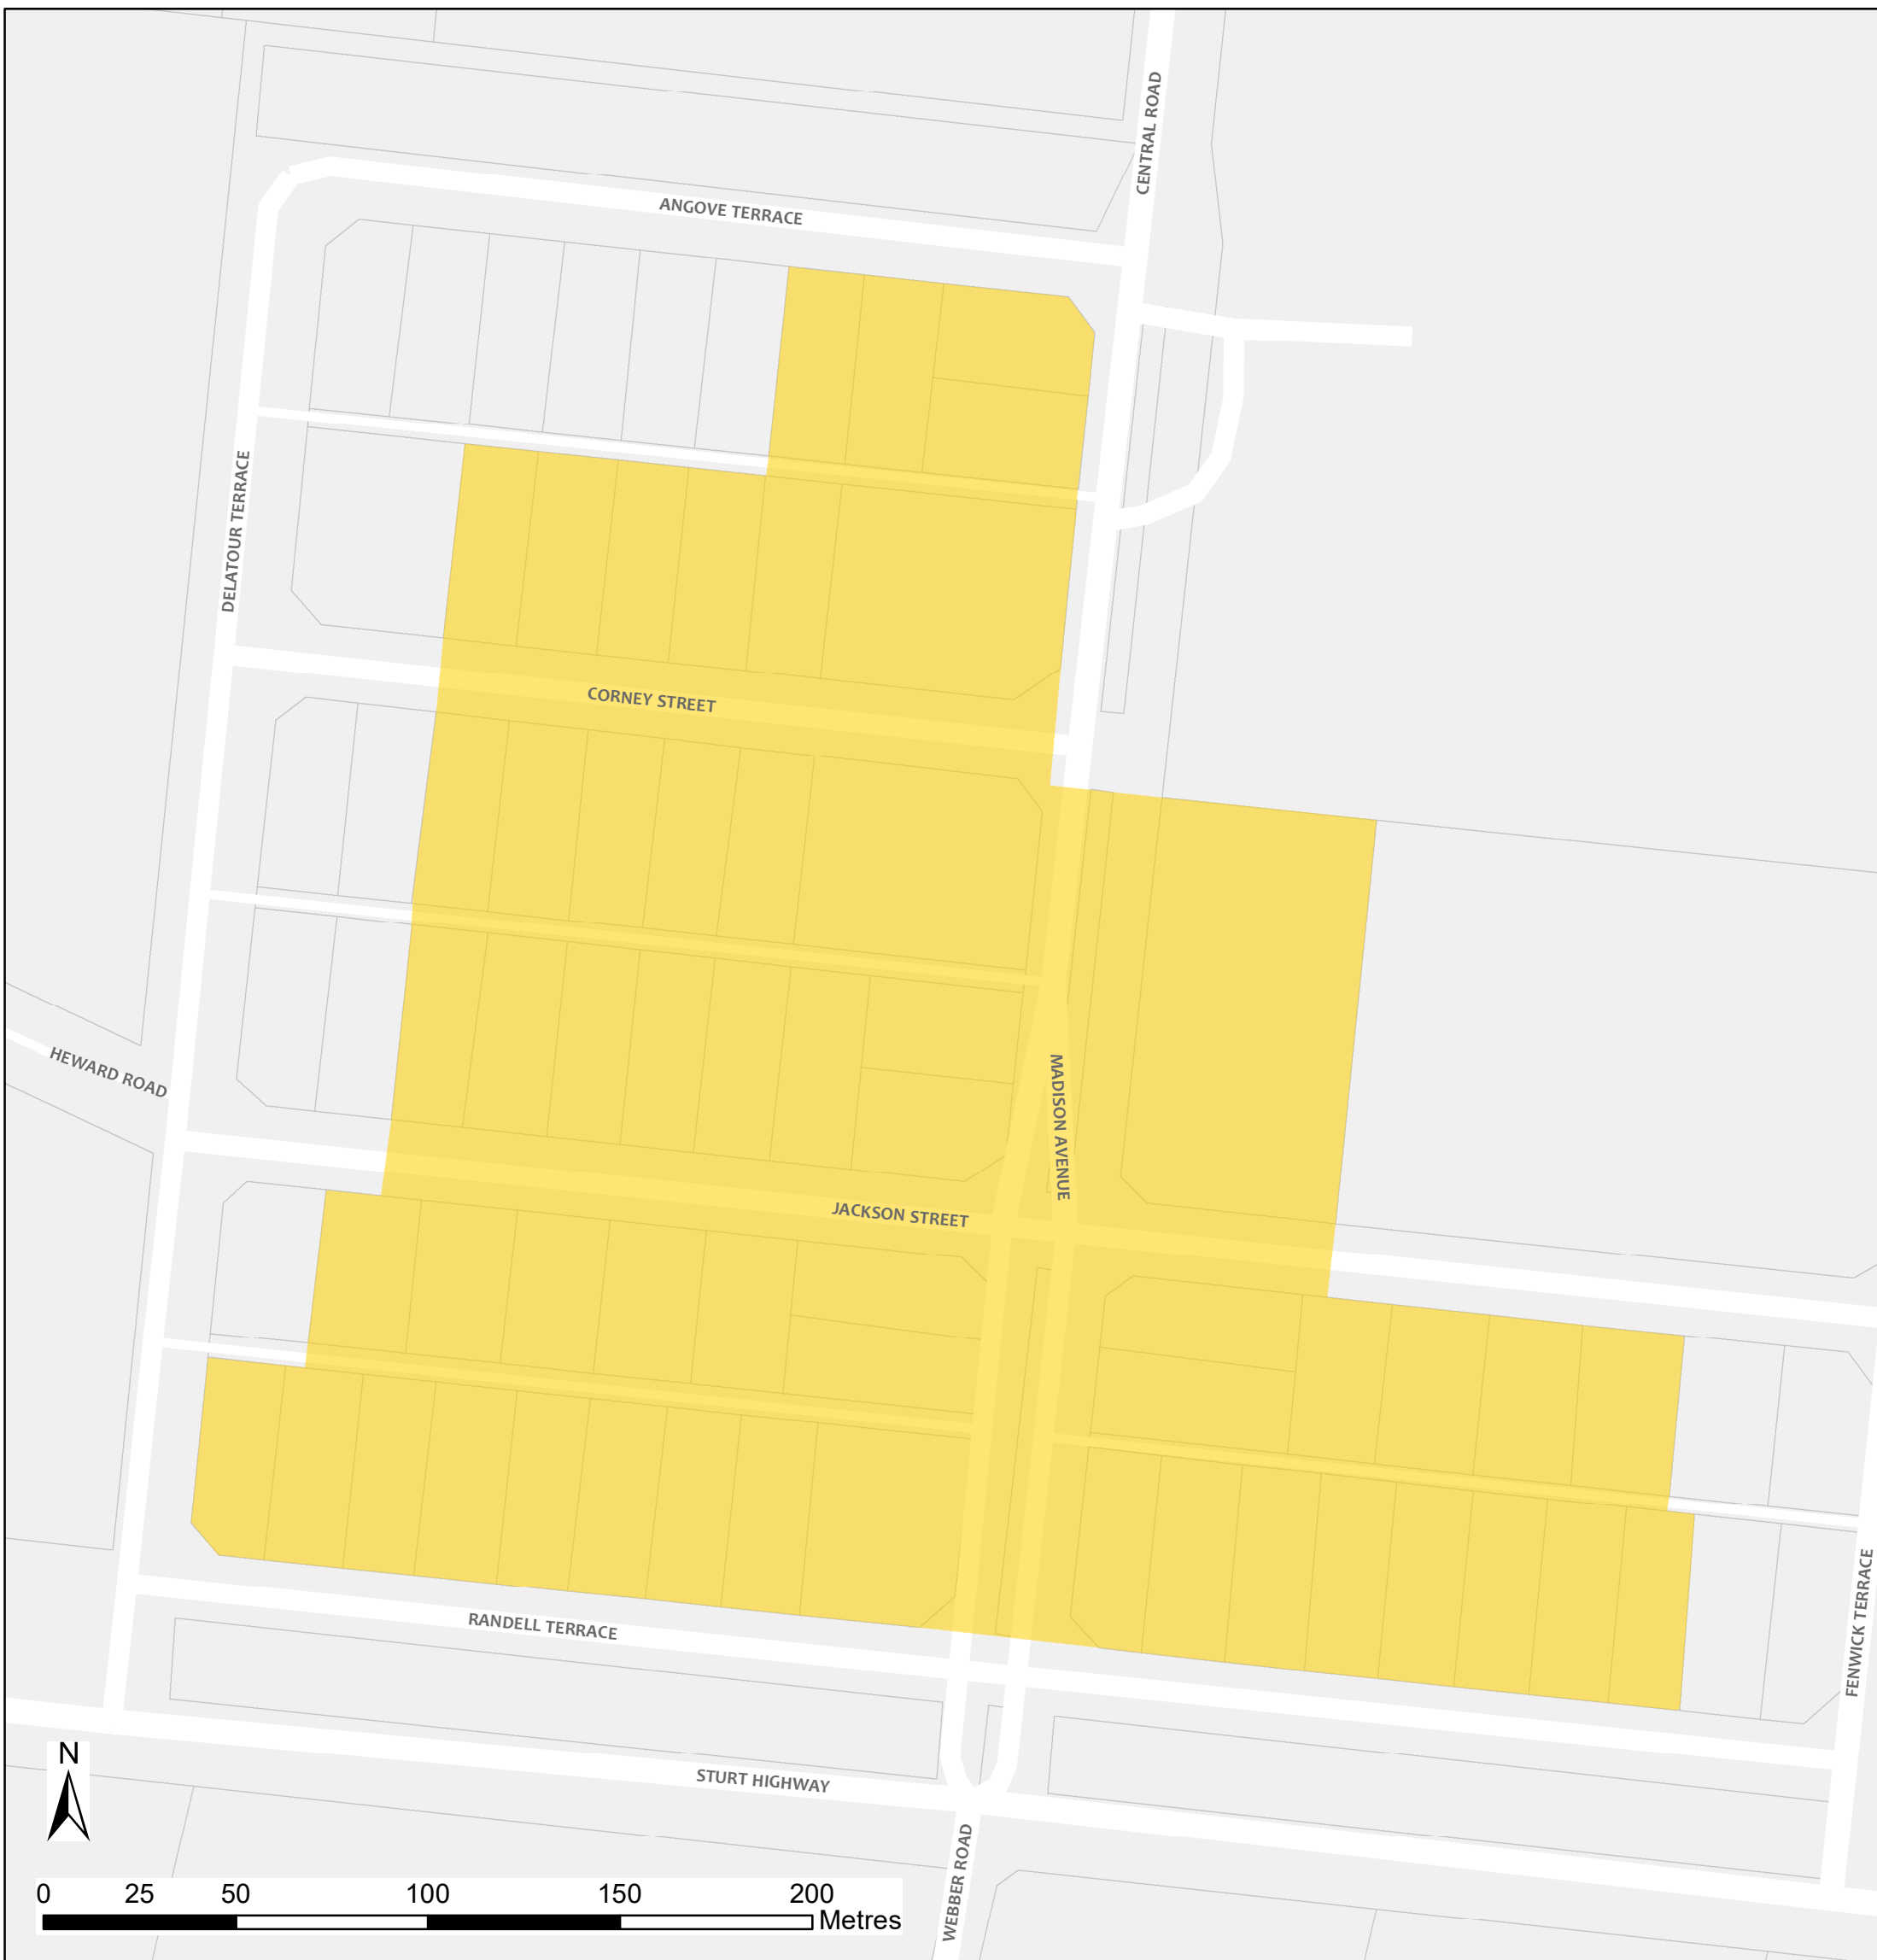 CENTRAL ROAD
ANGOVE TERRACE
DELATOUR TERRACE
CORNEY STREET
HEWARD ROAD
MADISON AVENUE
JACKSON STREET
RANDELL TERRACE
FENWICK TERRACE
STURT HIGHWAY
WEBBER ROAD
N
0 25 50 100 150 200
Metres